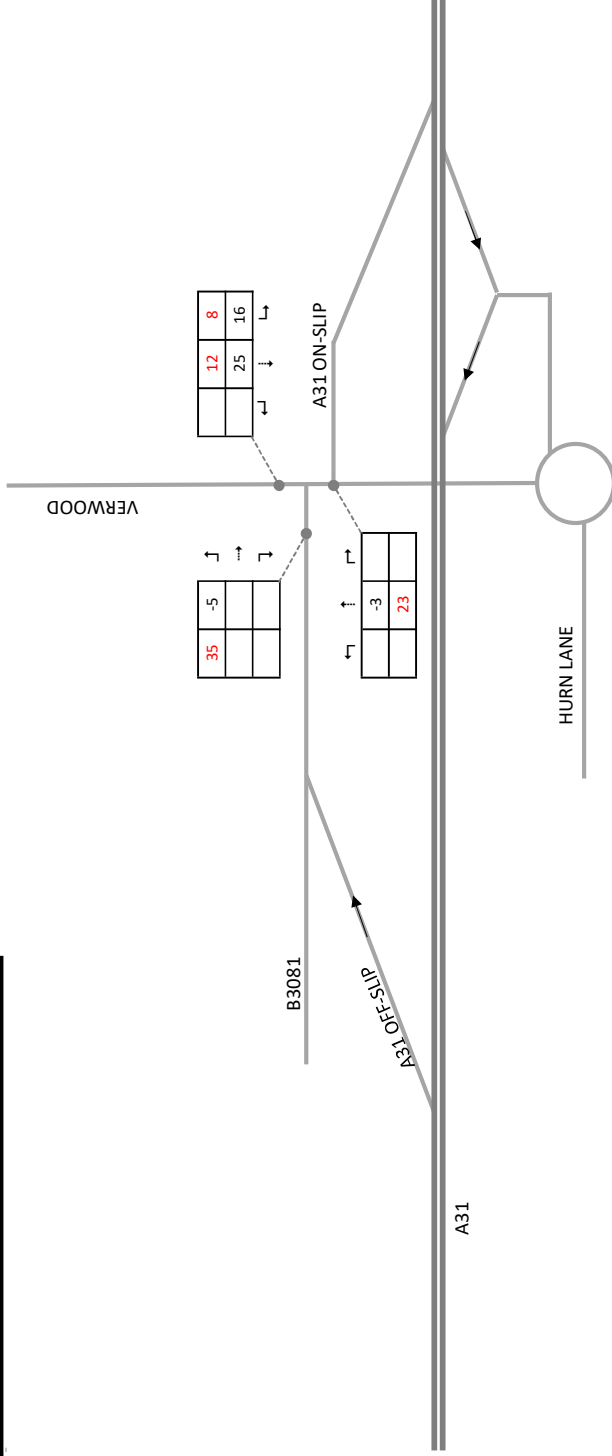 VERWOOD
12 8
25 16
A31 ON-SLIP
35 -5
-3
23
B3081
A31 OFF-SLIP
HURN LANE
A31